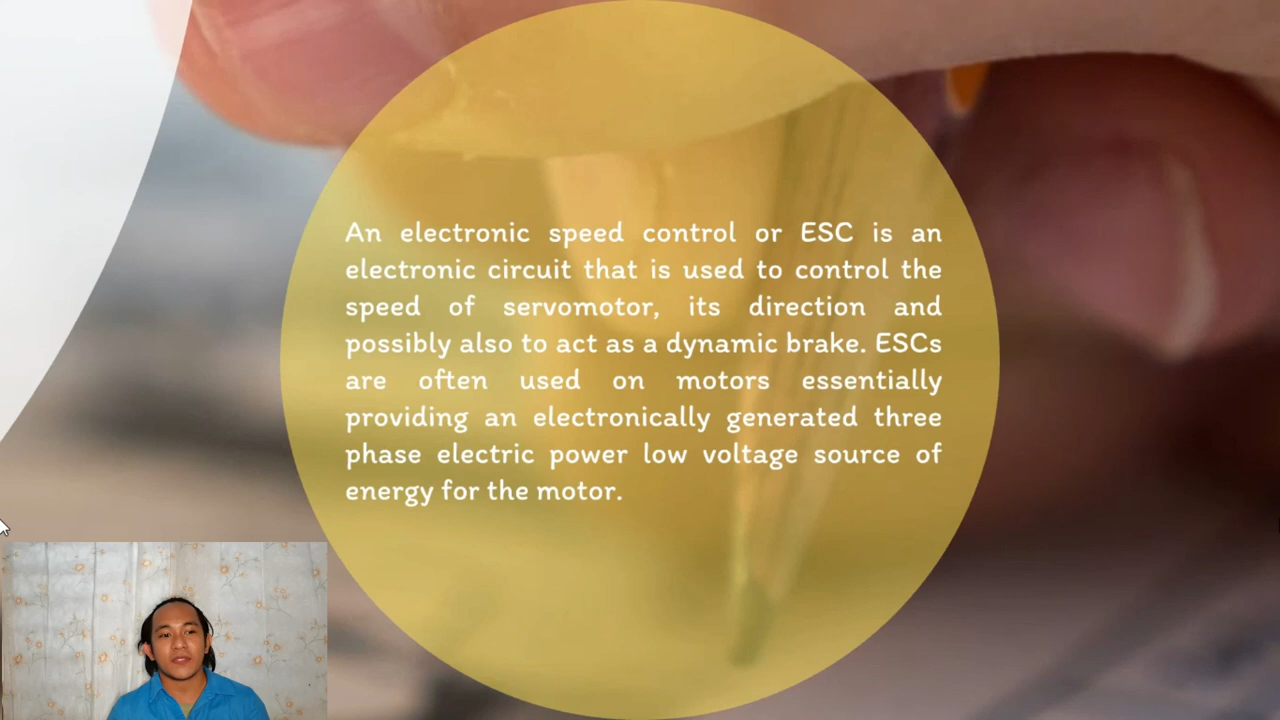 An electronic speed control or ESC is an
electronic circuit that is used to control the
speed of servomotor, its direction and
possibly also to act as a dynamic brake. ESCs
are often used on motors essentially
providing an electronically generated three
phase electric power low voltage source of
energy for the motor.